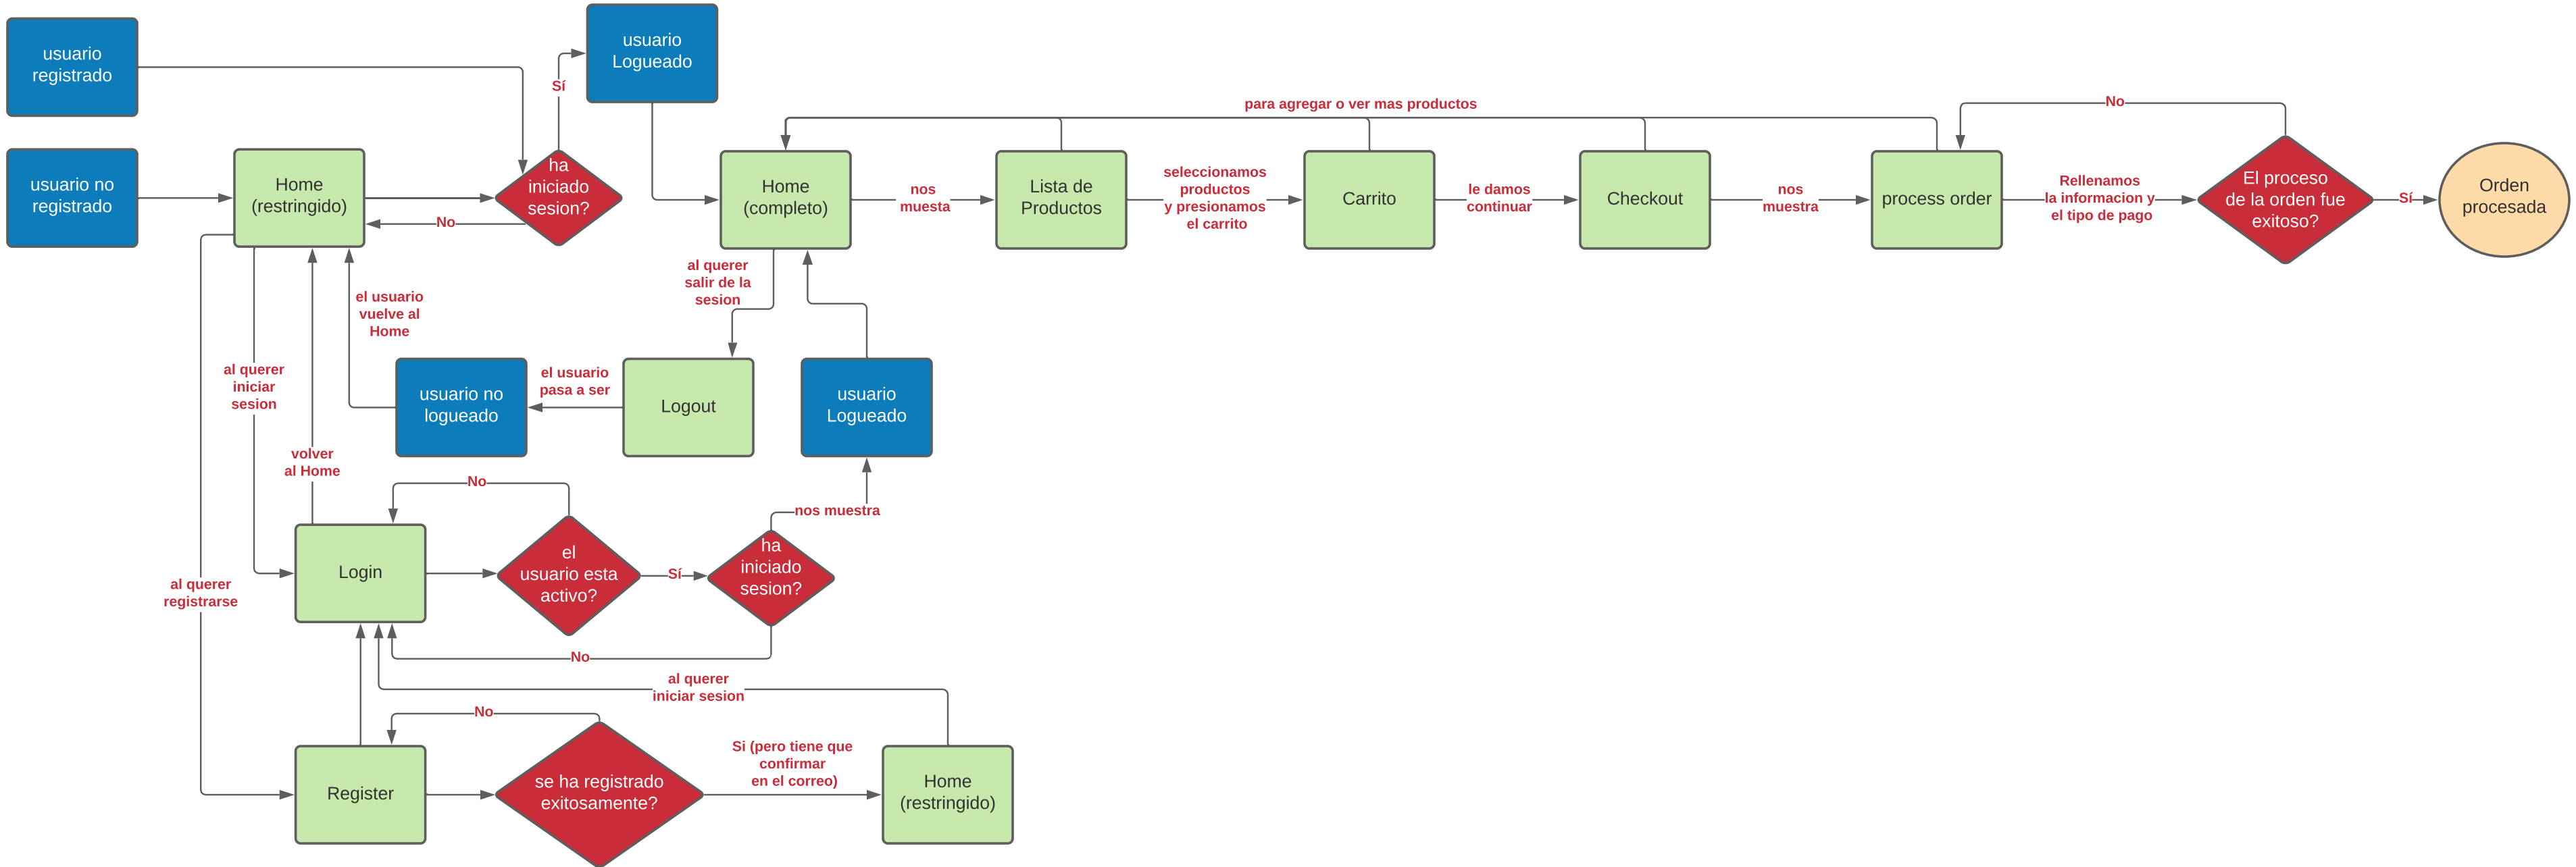 usuario
registrado
usuario no
registrado
Home
(restringido)
ha
iniciado
sesion?
Sí
No
usuario
Logueado
para agregar o ver mas productos
Home
(completo)
nos
muesta
Lista de
Productos
seleccionamos
productos
y presionamos
el carrito
Carrito
le damos
continuar
Checkout
nos
muestra
process order
Rellenamos
la informacion y
el tipo de pago
No
El proceso
de la orden fue
exitoso?
Sí
Orden
procesada
al querer
salir de la
sesion
el usuario
vuelve al
Home
al querer
iniciar
sesion
volver
al Home
usuario no
logueado
el usuario
pasa a ser
Logout
usuario
Logueado
nos muestra
No
Login
el
usuario esta
activo?
Sí
ha
iniciado
sesion?
No
al querer
registrarse
al querer
iniciar sesion
No
Register
se ha registrado
exitosamente?
Si (pero tiene que
confirmar
en el correo)
Home
(restringido)